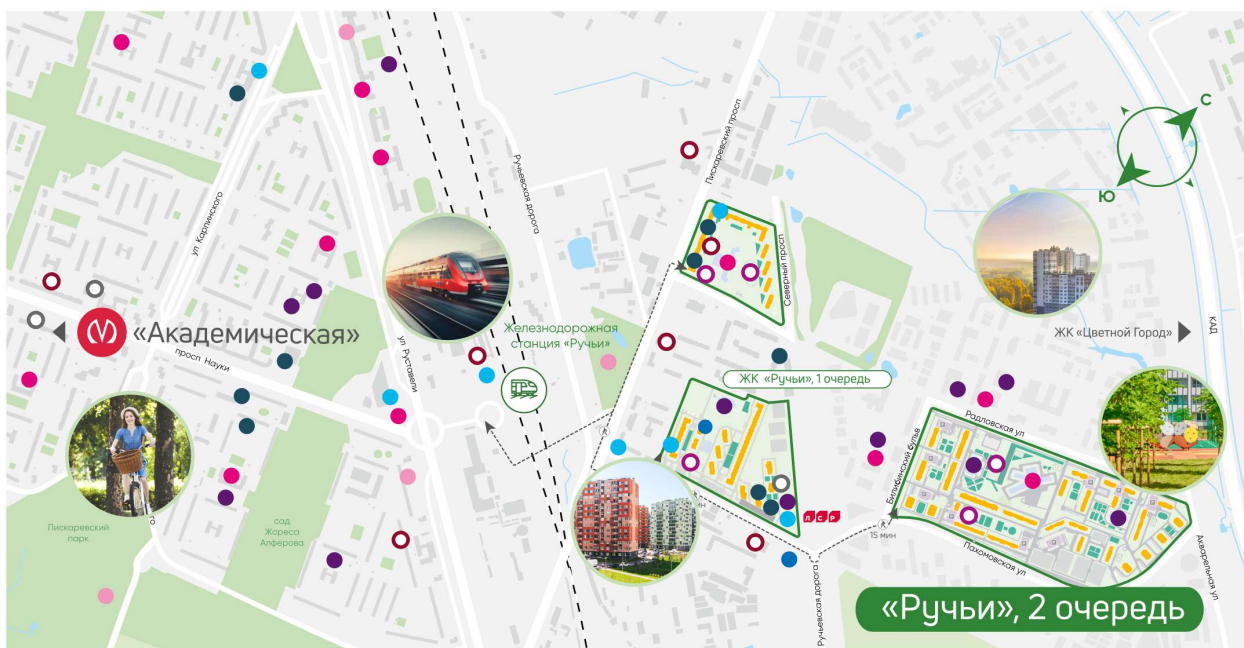 Пискаревский просп
С
Ю
ул Карпинского
Ручьевская дорога
Северный просп
«Академическая»
просп Науки
ул Руставели
Железнодорожная
станция «Ручьи»
ЖК «Цветной Город»
КАД
ЖК «Ручьи», 1 очередь
Радловская ул
Билибинский бульв
Пискаревский
парк
сад
Жореса
Алферова
ЛСР
15 мин
Пахомовская ул
Акварельная ул
Ручьевская дорога
«Ручьи», 2 очередь